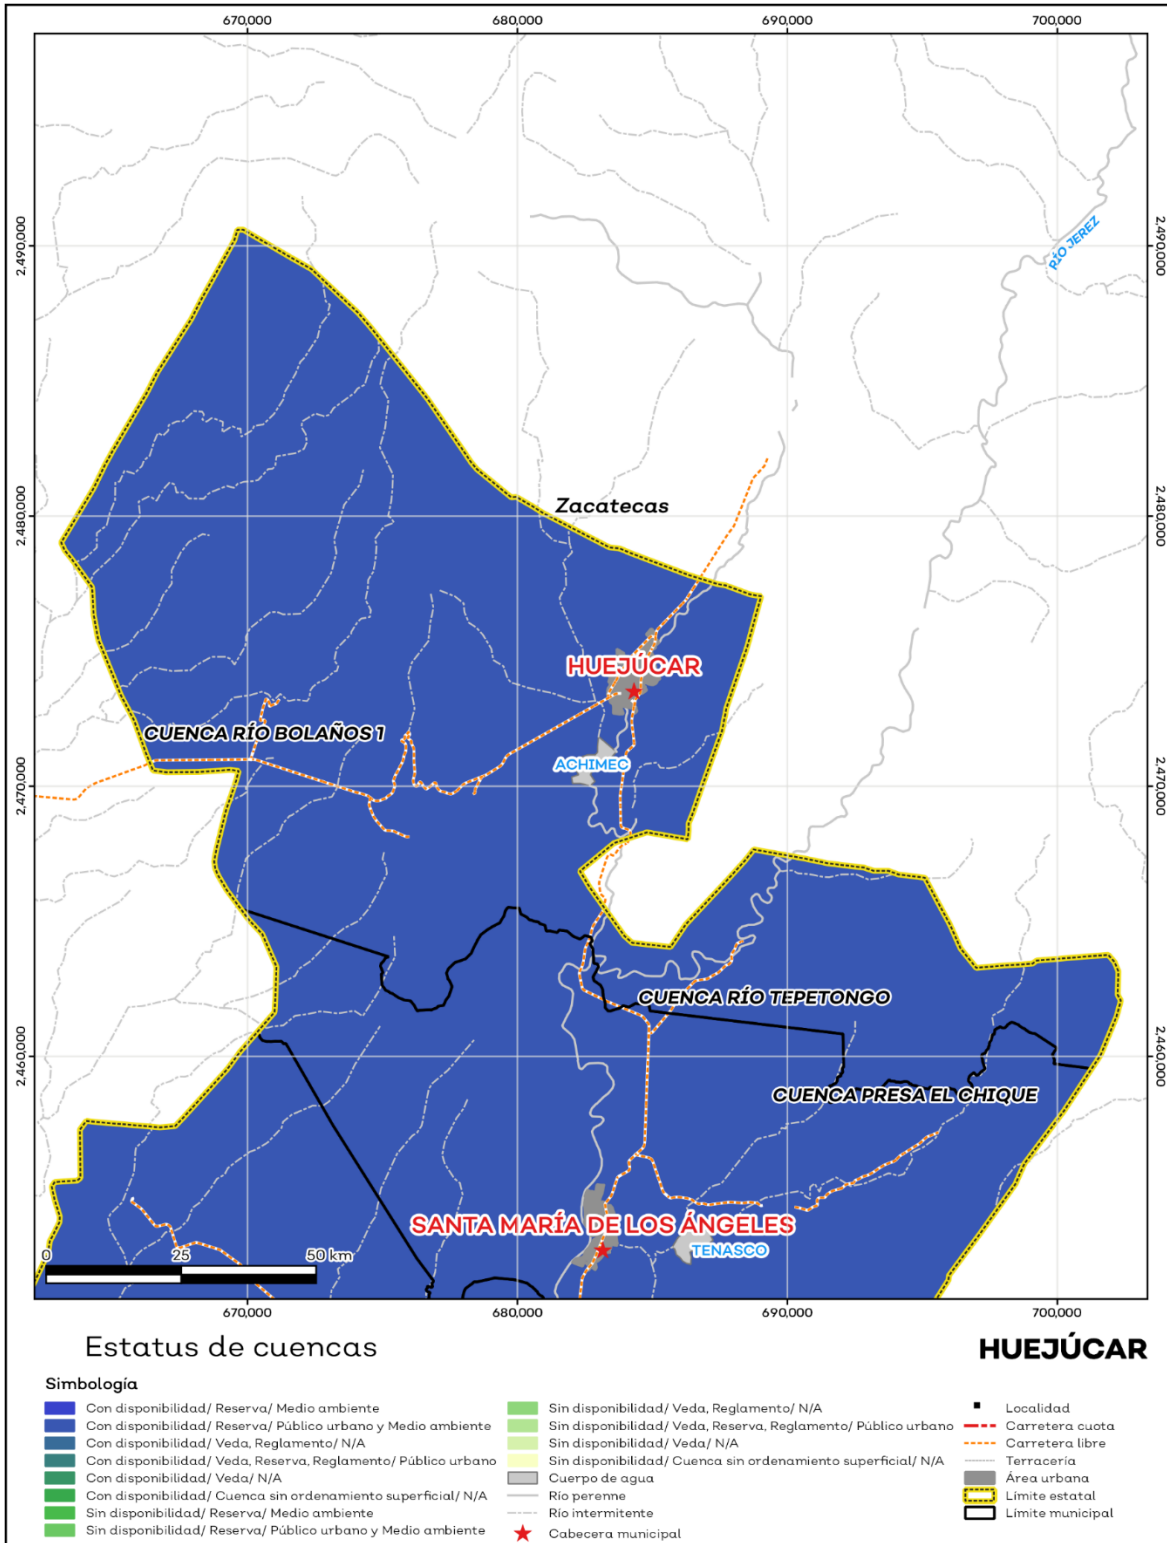 670,000 680,000 690,000 700,000
2,490,000 2,490,000
RÍO JEREZ
Zacatecas
2,480,000 2,480,000
HUEJÚCAR
CUENCA RÍO BOLAÑOS 1
ACHIMEC
2,470,000 2,470,000
CUENCA RÍO TEPETONGO
2,460,000 2,460,000
CUENCA PRESA EL CHIQUE
SANTA MARÍA DE LOS ÁNGELES
TENASCO
0 25 50 km
670,000 680,000 690,000 700,000
Estatus de cuencas
HUEJÚCAR
Simbología
Con disponibilidad/ Reserva/ Medio ambiente
Con disponibilidad/ Reserva/ Público urbano y Medio ambiente
Con disponibilidad/ Veda, Reglamento/ N/A
Con disponibilidad/ Veda, Reserva, Reglamento/ Público urbano
Con disponibilidad/ Veda/ N/A
Con disponibilidad/ Cuenca sin ordenamiento superficial/ N/A
Sin disponibilidad/ Reserva/ Medio ambiente
Sin disponibilidad/ Reserva/ Público urbano y Medio ambiente
Sin disponibilidad/ Veda, Reglamento/ N/A
Sin disponibilidad/ Veda, Reserva, Reglamento/ Público urbano
Sin disponibilidad/ Veda/ N/A
Sin disponibilidad/ Cuenca sin ordenamiento superficial/ N/A
Cuerpo de agua
Río perenne
Río intermitente
Cabecera municipal
Localidad
Carretera cuota
Carretera libre
Terracería
Área urbana
Límite estatal
Límite municipal